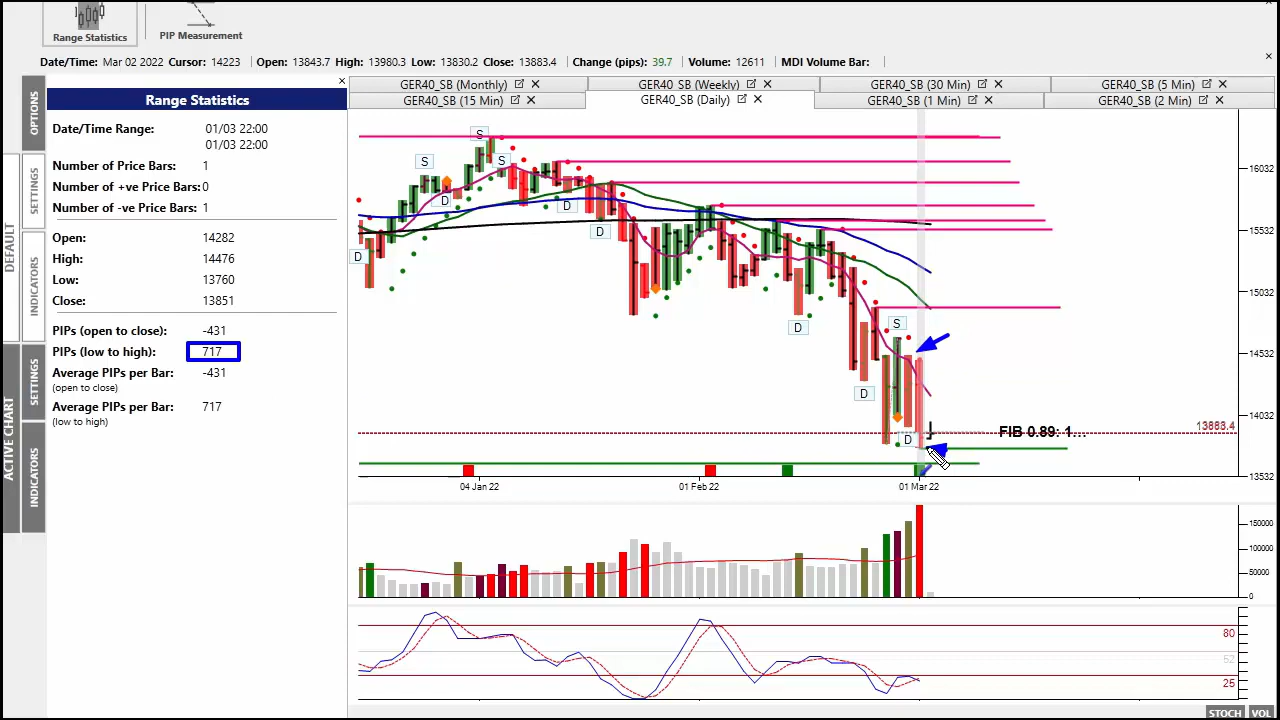 Range Statistics
PIP Measurement
Date/Time: Mar 02 2022 Cursor: 14223 Open: 13843.7 High: 13980.3 Low: 13830.2 Close: 13883.4 Change (pips): 39.7 Volume: 12611 MDI Volume Bar:
GER40_SB (Monthly) GER40_SB (Weekly) GER40_SB (30 Min) GER40_SB (5 Min)
GER40_SB (15 Min) GER40_SB (Daily) GER40_SB (1 Min) GER40_SB (2 Min)
DEFAULT
ACTIVE CHART
OPTIONS
SETTINGS
INDICATORS
SETTINGS
INDICATORS
Range Statistics
Date/Time Range: 01/03 22:00
01/03 22:00
Number of Price Bars: 1
Number of +ve Price Bars: 0
Number of -ve Price Bars: 1
Open: 14282
High: 14476
Low: 13760
Close: 13851
PIPs (open to close): -431
PIPs (low to high): 717
Average PIPs per Bar: -431
(open to close)
Average PIPs per Bar: 717
(low to high)
S
S
S
D
D
D
D
D
S
D
D
FIB 0.89: 1...
16032
15532
15032
14532
14032
13883.4
13532
04 Jan 22 01 Feb 22 01 Mar 22
150000
100000
50000
0
80
52
25
STOCH VOL